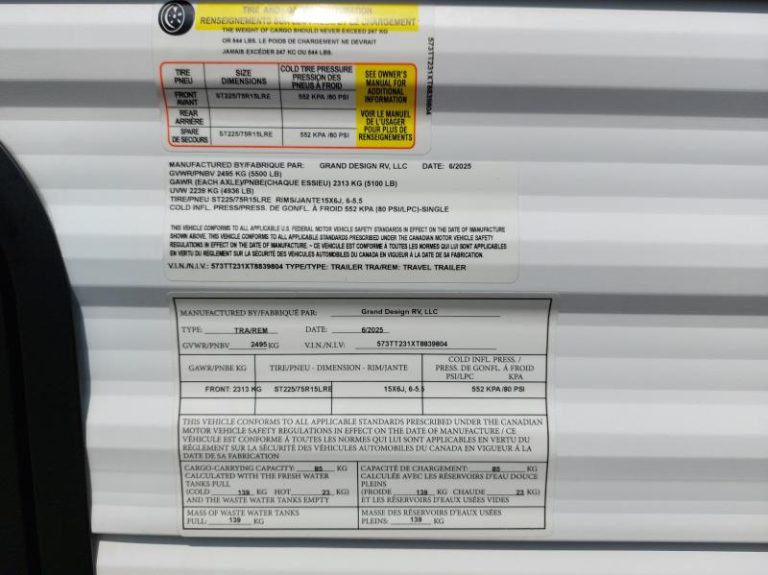 TIRE AND LOADING INFORMATION
RENSEIGNEMENTS SUR LES PNEUS ET LE CHARGEMENT
THE WEIGHT OF CARGO SHOULD NEVER EXCEED 247 KG
OR 544 LBS. LE POIDS DE CHARGEMENT NE DEVRAIT
JAMAIS EXCÉDER 247 KC OU 544 LBS.
573TT231XT8839804
TIRE PNEU
SIZE DIMENSIONS
COLD TIRE PRESSURE PRESSION DES PNEUS À FROID
SEE OWNER'S MANUAL FOR ADDITIONAL INFORMATION
FRONT AVANT ST225/75R15LRE 552 KPA /80 PSI
REAR ARRIÈRE
VOIR LE MANUEL DE L'USAGER POUR PLUS DE RENSEIGNEMENTS
SPARE DE SECOURS ST225/75R15LRE 552 KPA /80 PSI
MANUFACTURED BY/FABRIQUE PAR: GRAND DESIGN RV, LLC DATE: 6/2025
GVWR/PNBV 2495 KG (5500 LB)
GAWR (EACH AXLE)/PNBE(CHAQUE ESSIEU) 2313 KG (5100 LB)
UVW 2239 KG (4936 LB)
TIRE/PNEU ST225/75R15LRE RIMS/JANTE15X6J, 6-5.5
COLD INFL. PRESS/PRESS. DE GONFL. À FROID 552 KPA (80 PSI/LPC)-SINGLE
THIS VEHICLE CONFORMS TO ALL APPLICABLE U.S. FEDERAL MOTOR VEHICLE SAFETY STANDARDS IN EFFECT ON THE DATE OF MANUFACTURE
SHOWN ABOVE. THIS VEHICLE CONFORMS TO ALL APPLICABLE STANDARDS PRESCRIBED UNDER THE CANADIAN MOTOR VEHICLE SAFETY
REGULATIONS IN EFFECT ON THE DATE OF MANUFACTURE. ~ CE VÉHICULE EST CONFORME À TOUTES LES NORMES QUI LUI SONT APPLICABLES
EN VERTU DU RÈGLEMENT SUR LA SÉCURITÉ DES VÉHICULES AUTOMOBILES DU CANADA EN VIGUEUR À LA DATE DE SA FABRICATION.
V.I.N./N.I.V.: 573TT231XT8839804 TYPE/TYPE: TRAILER TRA/REM: TRAVEL TRAILER
MANUFACTURED BY/FABRIQUÉ PAR: Grand Design RV, LLC
TYPE: TRA/REM DATE: 6/2025
GVWR/PNBV 2495 KG V.I.N./N.I.V: 573TT231XT8839804
GAWR/PNBE KG
TIRE/PNEU - DIMENSION - RIM/JANTE
COLD INFL. PRESS. / PRESS. DE GONFL. À FROID
PSI/LPC KPA
FRONT 2313 KG ST225/75R15LRE 15X6J, 6-5.5 552 KPA/80 PSI
THIS VEHICLE CONFORMS TO ALL APPLICABLE STANDARDS PRESCRIBED UNDER THE CANADIAN
MOTOR VEHICLE SAFETY REGULATIONS IN EFFECT ON THE DATE OF MANUFACTURE / CE
VÉHICULE EST CONFORME À TOUTES LES NORMES QUI LUI SONT APPLICABLES EN VERTU DU
RÈGLEMENT SUR LA SÉCURITÉ DES VÉHICULES AUTOMOBILES DU CANADA EN VIGUEUR À LA
DATE DE SA FABRICATION
CARGO-CARRYING CAPACITY: 85 KG
CALCULATED WITH THE FRESH WATER
TANKS FULL
(COLD 139 KG HOT 23 KG)
AND THE WASTE WATER TANKS EMPTY
CAPACITÉ DE CHARGEMENT: 85 KG
CALCULÉE AVEC LES RÉSERVOIRS D'EAU DOUCE
PLEINS
(FROIDE 139 KG CHAUDE 23 KG)
ET LES RÉSERVOIRS D'EAUX USÉES VIDES
MASS OF WASTE WATER TANKS
FULL: 139 KG
MASSE DES RÉSERVOIRS D'EAUX USÉES
PLEINS: 139 KG